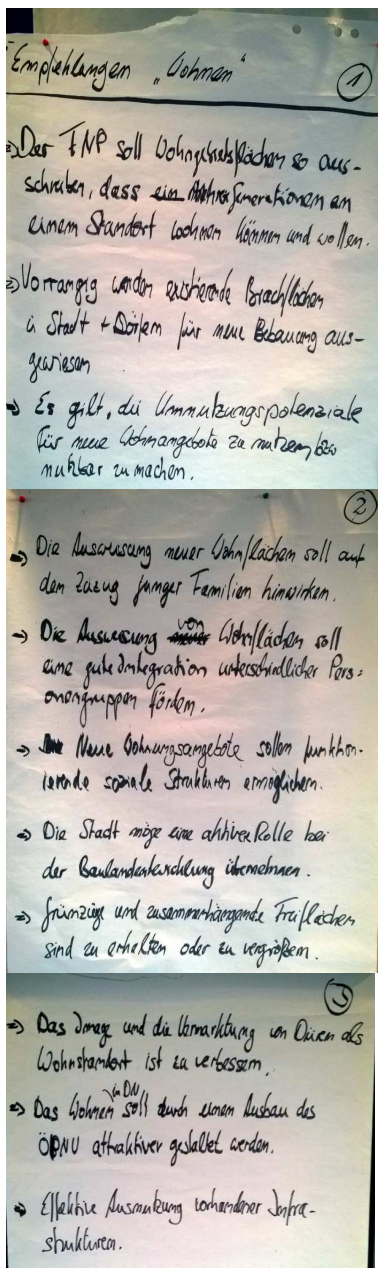 Empfehlungen "Wohnen" 1
=> Der FNP soll Wohngebietsflächen so aus-
schreiben, dass Generationen an
einem Standort wohnen können und wollen.
=> Vorrangig werden existierende Brachflächen
in Stadt + Dörfern für neue Bebauung aus-
gewiesen
=> Es gilt, die Umnutzungspotenziale
für neue Wohnangebote zu nutzen bzw
nutzbar zu machen.
2
=> Die Ausweisung neuer Wohnflächen soll auf
den Zuzug junger Familien hinwirken.
=> Die Ausweisung von Wohnflächen soll
eine gute Integration unterschiedlicher Pers=
onengruppen fördern.
=> Neue Wohnungsangebote sollen funktion-
ierende soziale Strukturen ermöglichen.
=> Die Stadt möge eine aktivere Rolle bei
der Baulandentwicklung übernehmen.
=> Grünzüge und zusammenhängende Freiflächen
sind zu erhalten oder zu vergrößern.
3
=> Das Image und die Vermarktung von Düren als
Wohnstandort ist zu verbessern.
=> Das Wohnen in DN soll durch einen Ausbau des
ÖPNV attraktiver gestaltet werden.
=> Effektive Ausnutzung vorhandener Infra-
strukturen.